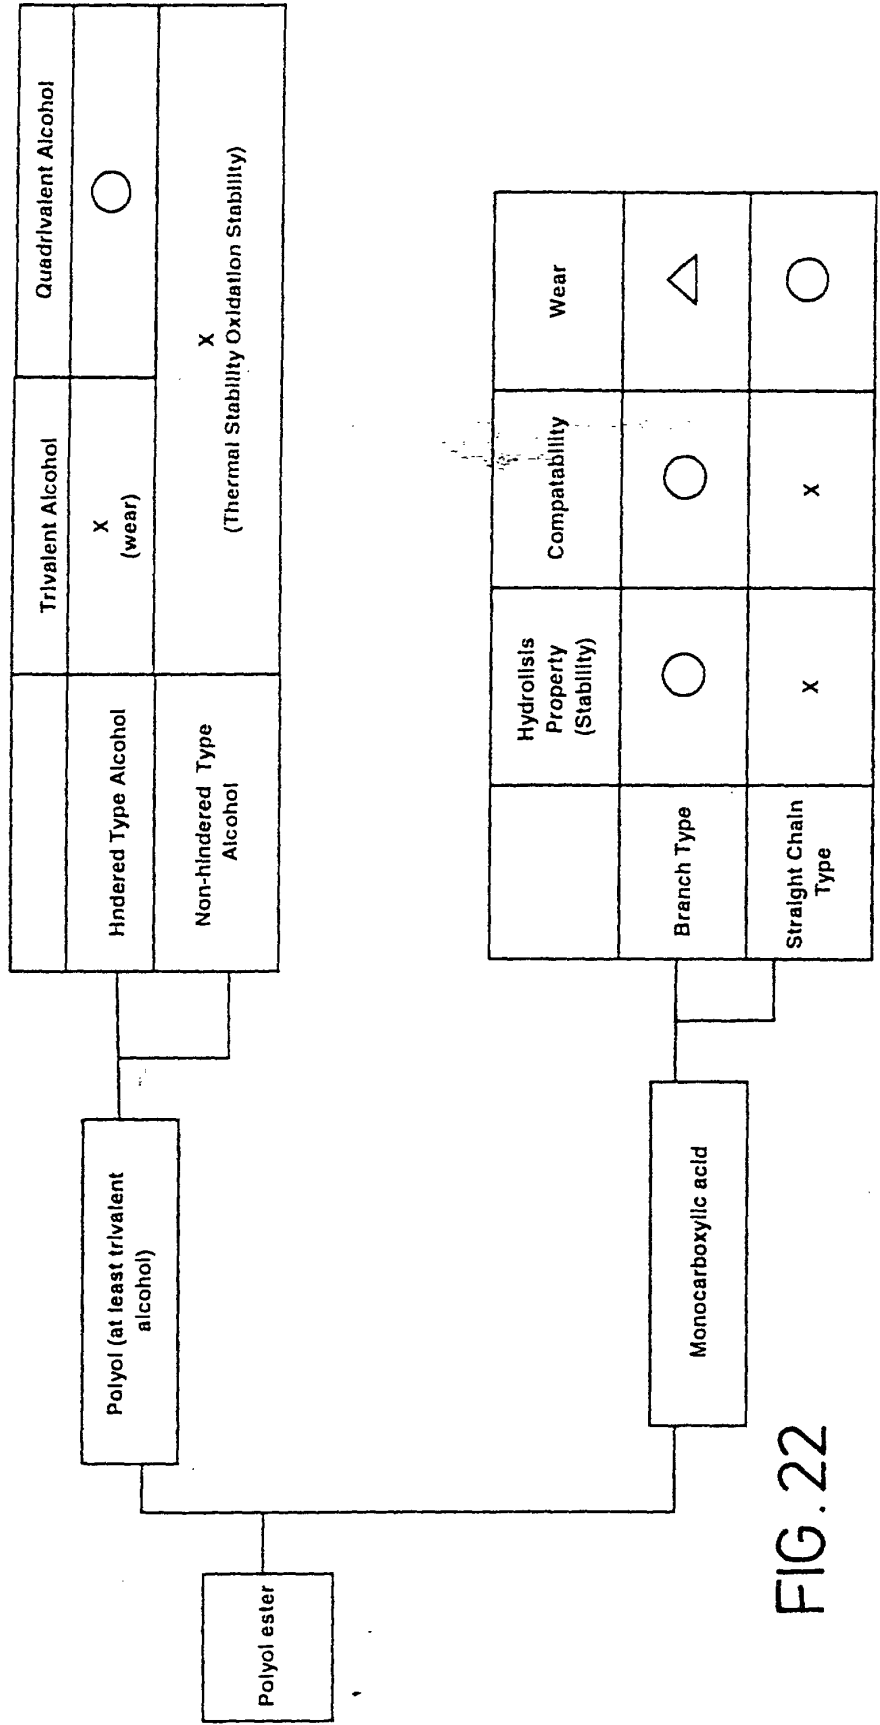 Polyol ester
Polyol (at least trivalent
alcohol)
Trivalent Alcohol
Quadrivalent Alcohol
Hndered Type Alcohol
X
(wear)
○
Non-hindered Type
Alcohol
X
(Thermal Stability Oxidation Stability)
Monocarboxylic acid
Hydrolisis
Property
(Stability)
Compatability
Wear
Branch Type
○
○
△
Straight Chain
Type
X
X
○
FIG. 22